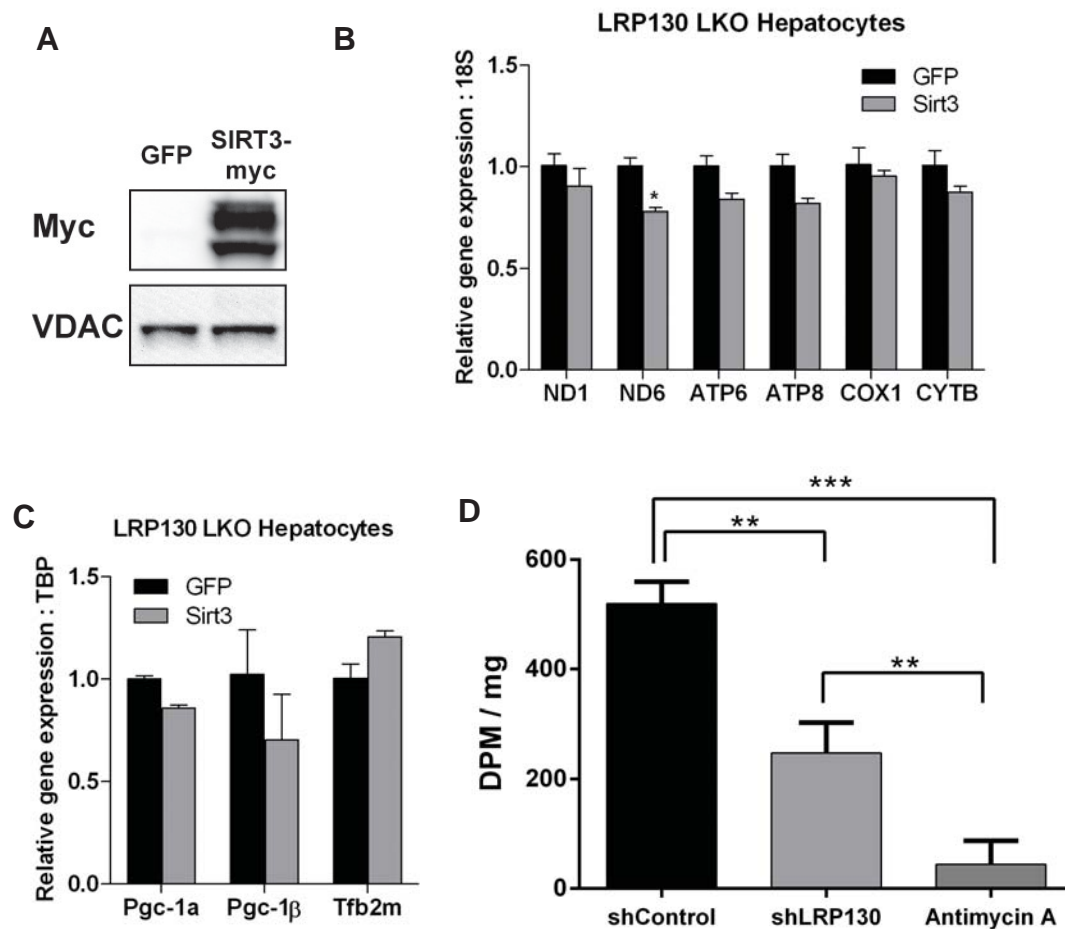 A
GFP
SIRT3-
myc
Myc
VDAC
B
LRP130 LKO Hepatocytes
Relative gene expression : 18S
1.5
1.0
0.5
0.0
GFP
Sirt3
*
ND1 ND6 ATP6 ATP8 COX1 CYTB
C
LRP130 LKO Hepatocytes
Relative gene expression : TBP
1.5
1.0
0.5
0.0
GFP
Sirt3
Pgc-1a Pgc-1β Tfb2m
D
***
**
**
DPM / mg
600
400
200
0
shControl shLRP130 Antimycin A